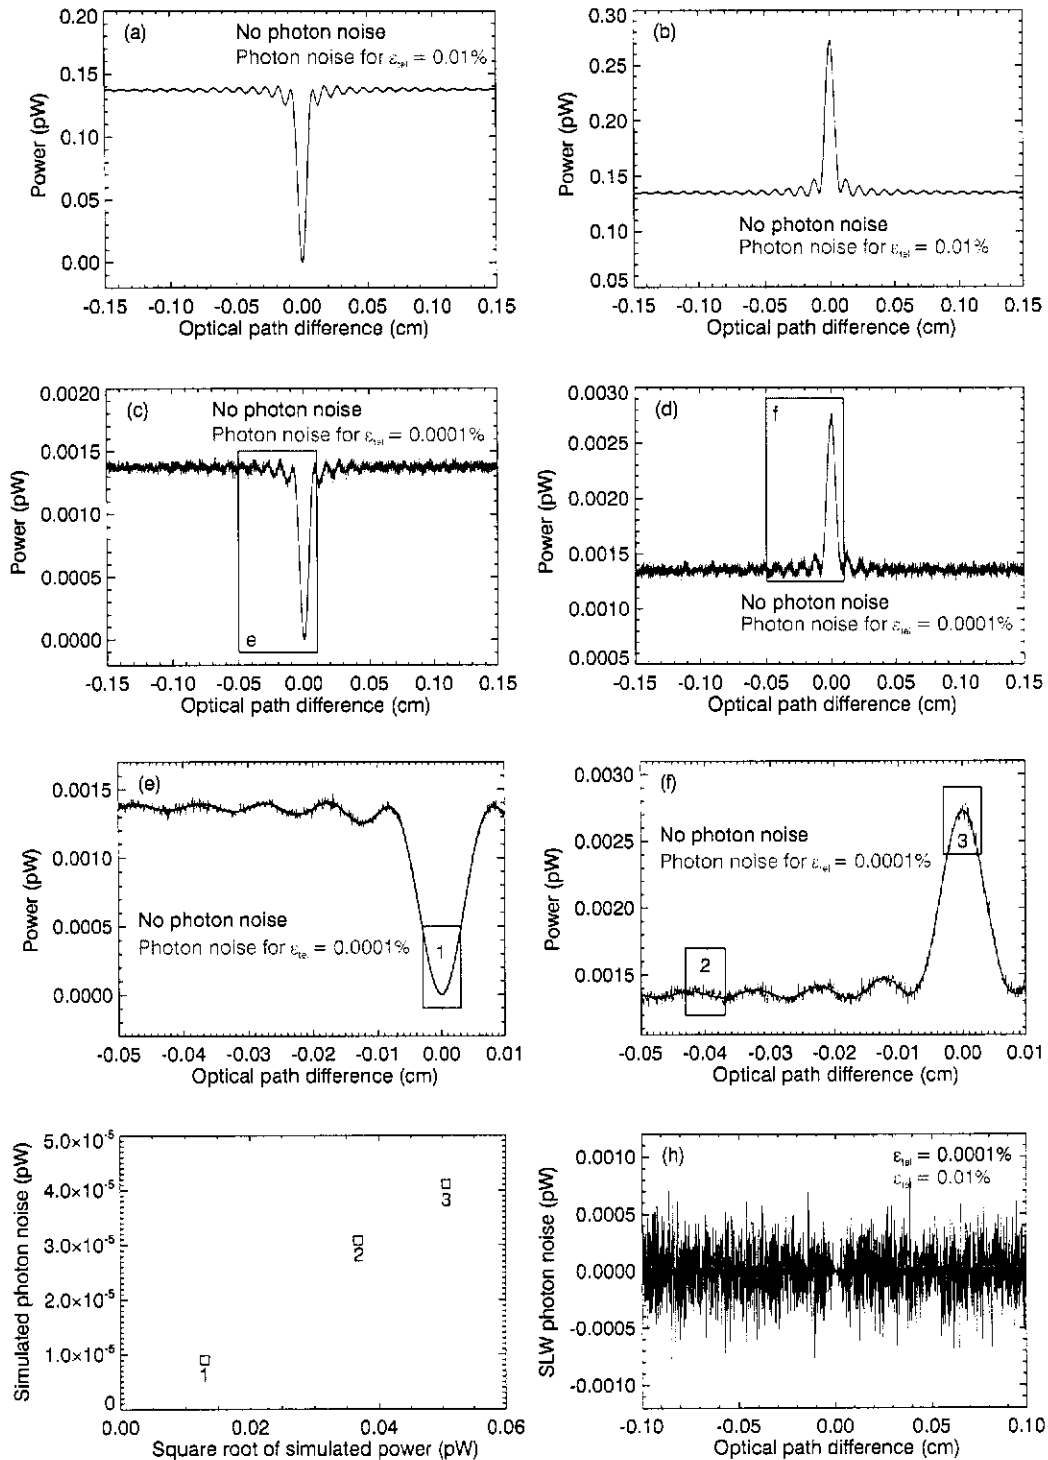 (a)
No photon noise
Photon noise for εtel = 0.01%
0.20
0.15
0.10
0.05
0.00
Power (pW)
-0.15 -0.10 -0.05 0.00 0.05 0.10 0.15
Optical path difference (cm)
(b)
0.30
0.25
0.20
0.15
0.10
0.05
Power (pW)
No photon noise
Photon noise for εtel = 0.01%
-0.15 -0.10 -0.05 0.00 0.05 0.10 0.15
Optical path difference (cm)
(c)
No photon noise
Photon noise for εtel = 0.0001%
0.0020
0.0015
0.0010
0.0005
0.0000
Power (pW)
e
-0.15 -0.10 -0.05 0.00 0.05 0.10 0.15
Optical path difference (cm)
(d)
f
0.0030
0.0025
0.0020
0.0015
0.0010
0.0005
Power (pW)
No photon noise
Photon noise for εtel = 0.0001%
-0.15 -0.10 -0.05 0.00 0.05 0.10 0.15
Optical path difference (cm)
(e)
0.0015
0.0010
0.0005
0.0000
Power (pW)
No photon noise
Photon noise for εtel = 0.0001%
1
-0.05 -0.04 -0.03 -0.02 -0.01 0.00 0.01
Optical path difference (cm)
(f)
0.0030
0.0025
0.0020
0.0015
Power (pW)
No photon noise
Photon noise for εtel = 0.0001%
3
2
-0.05 -0.04 -0.03 -0.02 -0.01 0.00 0.01
Optical path difference (cm)
5.0×10-5
4.0×10-5
3.0×10-5
2.0×10-5
1.0×10-5
0
Simulated photon noise (pW)
3
2
1
0.00 0.02 0.04 0.06
Square root of simulated power (pW)
(h)
εtel = 0.0001%
εtel = 0.01%
0.0010
0.0005
0.0000
-0.0005
-0.0010
SLW photon noise (pW)
-0.10 -0.05 0.00 0.05 0.10
Optical path difference (cm)